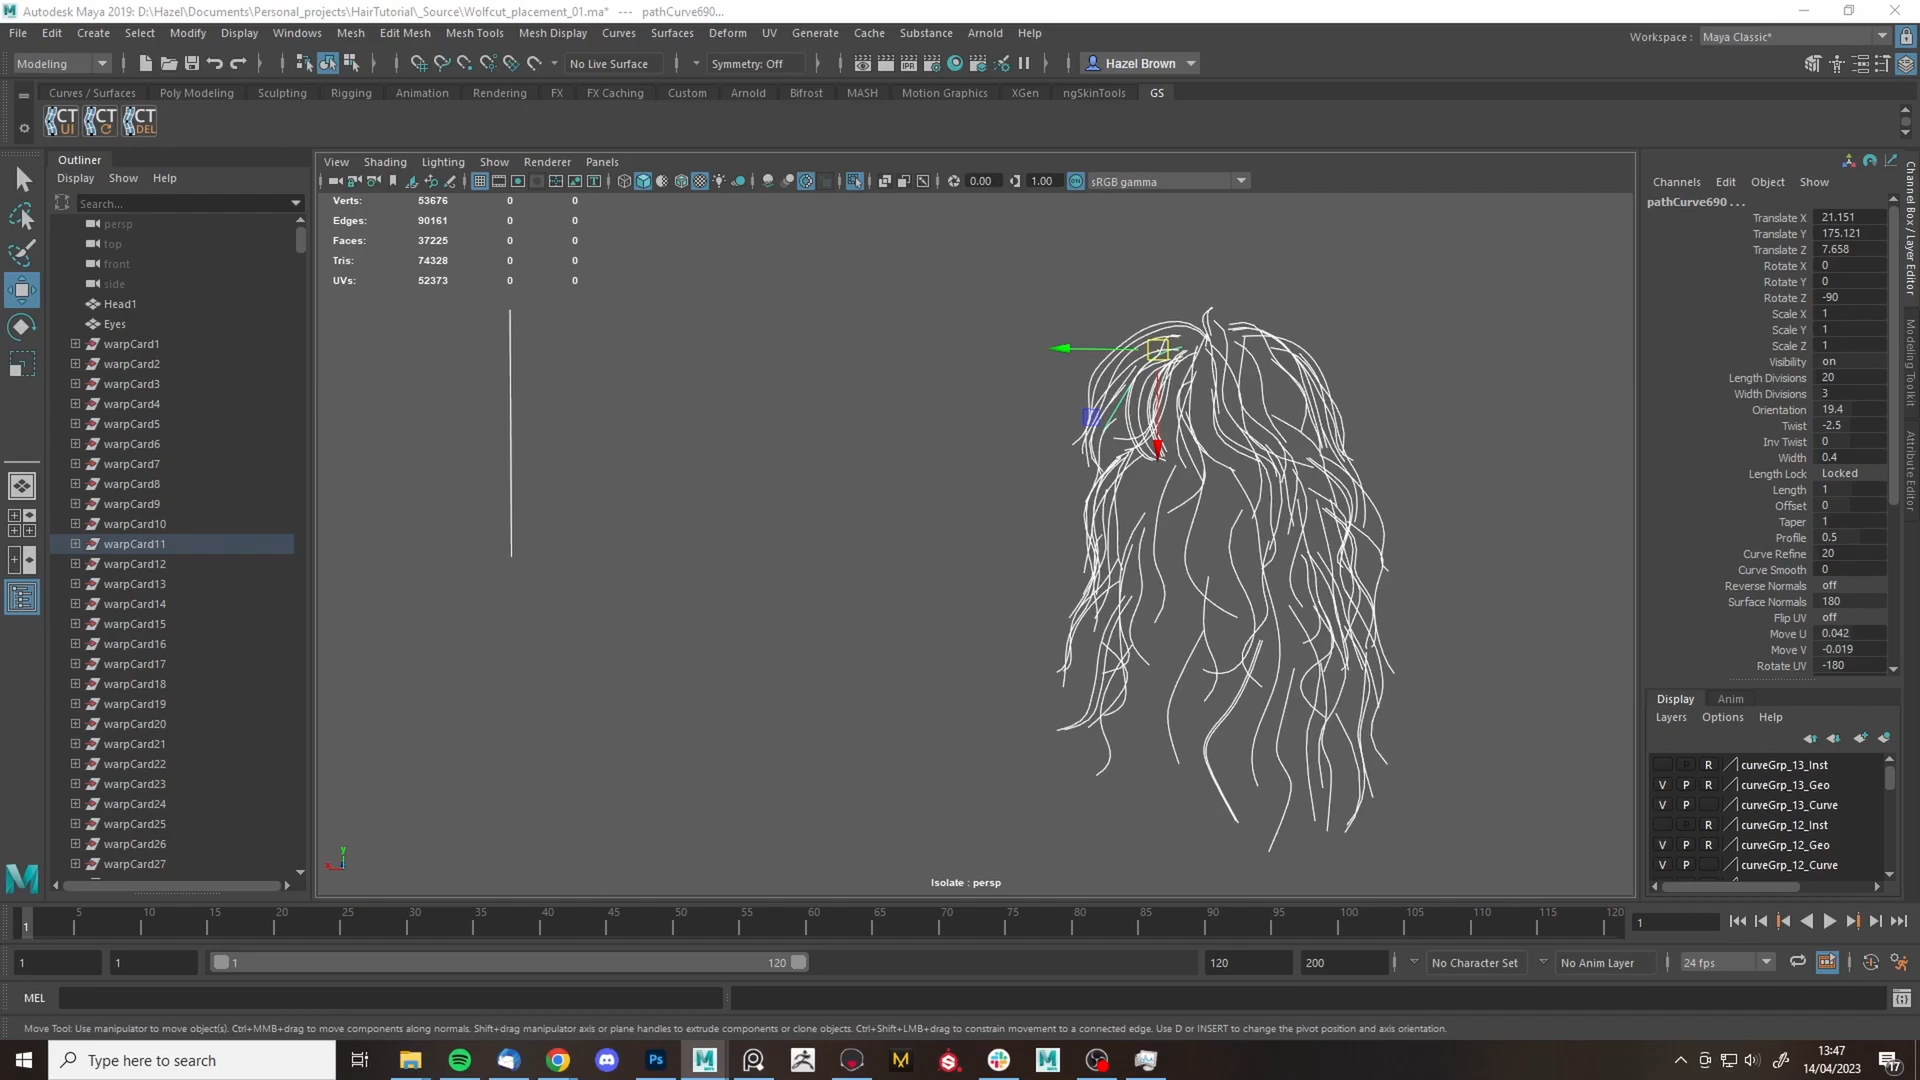 Autodesk Maya 2019: D:\Hazel\Documents\Personal_projects\HairTutorial\_Source\Wolfcut_placement_01.ma* --- pathCurve690...
File Edit Create Select Modify Display Windows Mesh Edit Mesh Mesh Tools Mesh Display Curves Surfaces Deform UV Generate Cache Substance Arnold Help
Workspace : Maya Classic*
Modeling No Live Surface Symmetry: Off IPR Hazel Brown
Curves / Surfaces Poly Modeling Sculpting Rigging Animation Rendering FX FX Caching Custom Arnold Bifrost MASH Motion Graphics XGen ngSkinTools GS
CT UI CT CT DEL
Outliner
Display Show Help
Search...
persp
top
front
side
Head1
Eyes
warpCard1
warpCard2
warpCard3
warpCard4
warpCard5
warpCard6
warpCard7
warpCard8
warpCard9
warpCard10
warpCard11
warpCard12
warpCard13
warpCard14
warpCard15
warpCard16
warpCard17
warpCard18
warpCard19
warpCard20
warpCard21
warpCard22
warpCard23
warpCard24
warpCard25
warpCard26
warpCard27
View Shading Lighting Show Renderer Panels
0.00 1.00 sRGB gamma
Verts: 53676 0 0
Edges: 90161 0 0
Faces: 37225 0 0
Tris: 74328 0 0
UVs: 52373 0 0
y
x
Isolate : persp
Channels Edit Object Show
pathCurve690 ...
Translate X 21.151
Translate Y 175.121
Translate Z 7.658
Rotate X 0
Rotate Y 0
Rotate Z -90
Scale X 1
Scale Y 1
Scale Z 1
Visibility on
Length Divisions 20
Width Divisions 3
Orientation 19.4
Twist -2.5
Inv Twist 0
Width 0.4
Length Lock Locked
Length 1
Offset 0
Taper 1
Profile 0.5
Curve Refine 20
Curve Smooth 0
Reverse Normals off
Surface Normals 180
Flip UV off
Move U 0.042
Move V -0.019
Rotate UV -180
Channel Box / Layer Editor
Modeling Toolkit
Attribute Editor
Display Anim
Layers Options Help
P R curveGrp_13_Inst
V P R curveGrp_13_Geo
V P curveGrp_13_Curve
P R curveGrp_12_Inst
V P R curveGrp_12_Geo
V P curveGrp_12_Curve
1 5 10 15 20 25 30 35 40 45 50 55 60 65 70 75 80 85 90 95 100 105 110 115 120 1
1 1 1 120 120 200 No Character Set No Anim Layer 24 fps
MEL
Move Tool: Use manipulator to move object(s). Ctrl+MMB+drag to move components along normals. Shift+drag manipulator axis or plane handles to extrude components or clone objects. Ctrl+Shift+LMB+drag to constrain movement to a connected edge. Use D or INSERT to change the pivot position and axis orientation.
Type here to search
Ps
13:47
14/04/2023
17